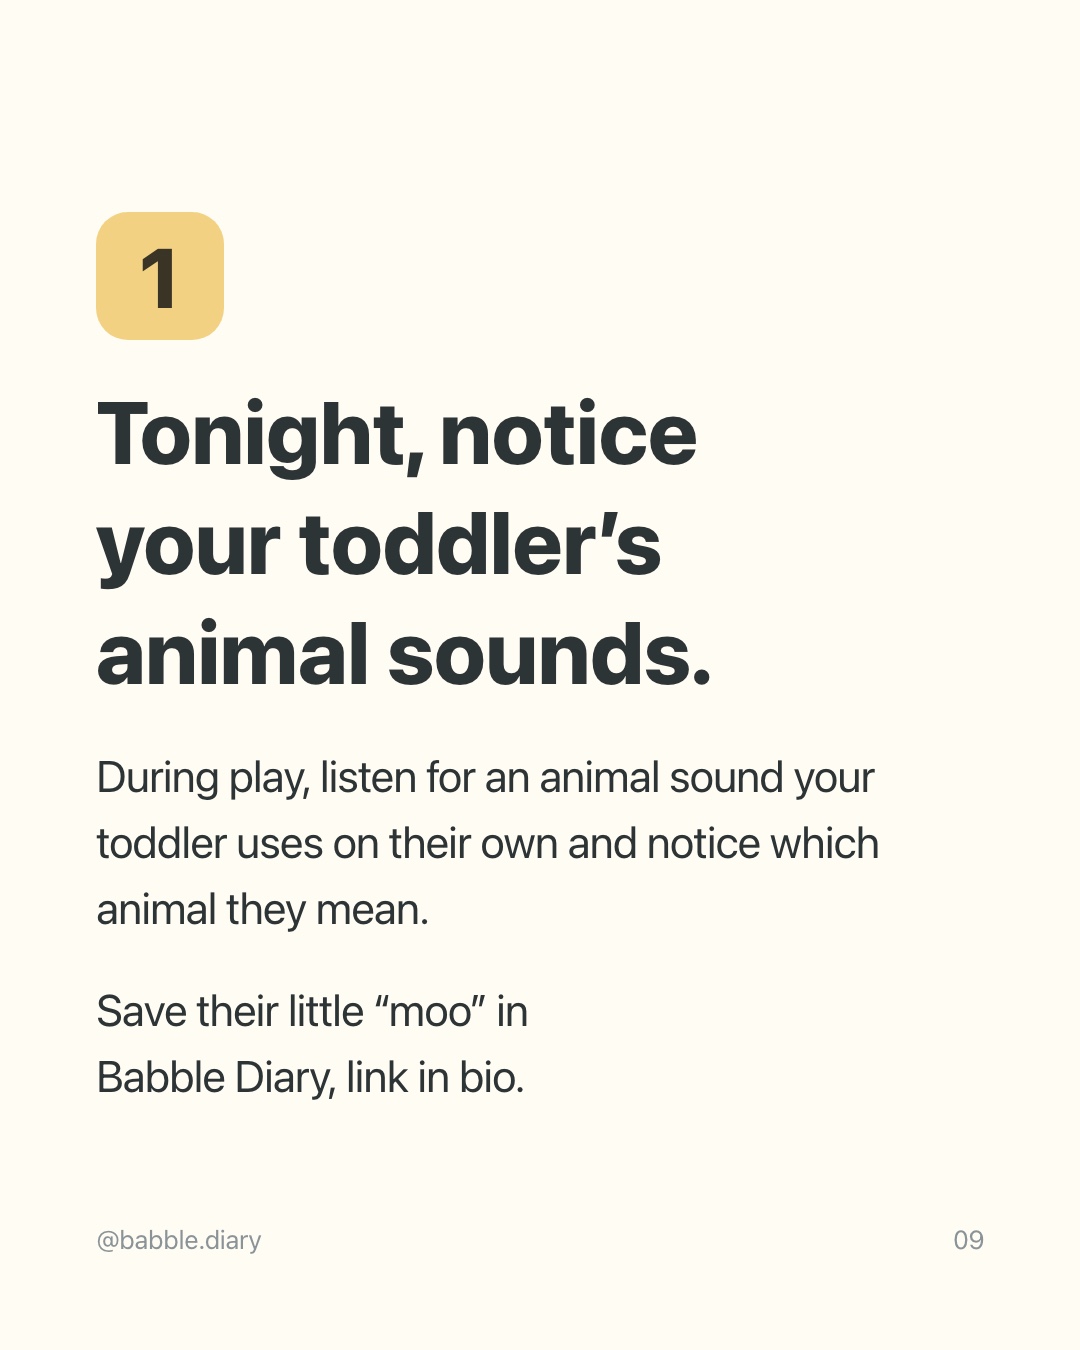 1
Tonight, notice
your toddler’s
animal sounds.
During play, listen for an animal sound your
toddler uses on their own and notice which
animal they mean.
Save their little “moo” in
Babble Diary, link in bio.
@babble.diary
09